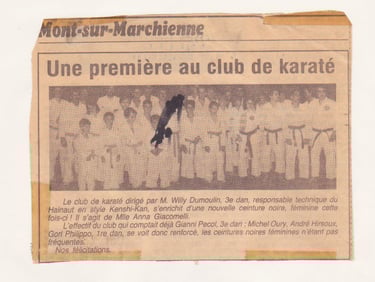 Mont-sur-Marchienne
Une première au club de karaté
Le club de karaté dirigé par M. Willy Dumoulin, 3e dan, responsable technique du
Hainaut en style Kenshi-Kan, s'enrichit d'une nouvelle ceinture noire, féminine cette
fois-ci ! Il s'agit de Mlle Anna Giacomelli.
L'effectif du club qui comptait déjà Gianni Pecol, 3e dan ; Michel Oury, André Hirsoux,
Gori Philippo, 1re dan, se voit donc renforcé, les ceintures noires féminines n'étant pas
fréquentes.
Nos félicitations.